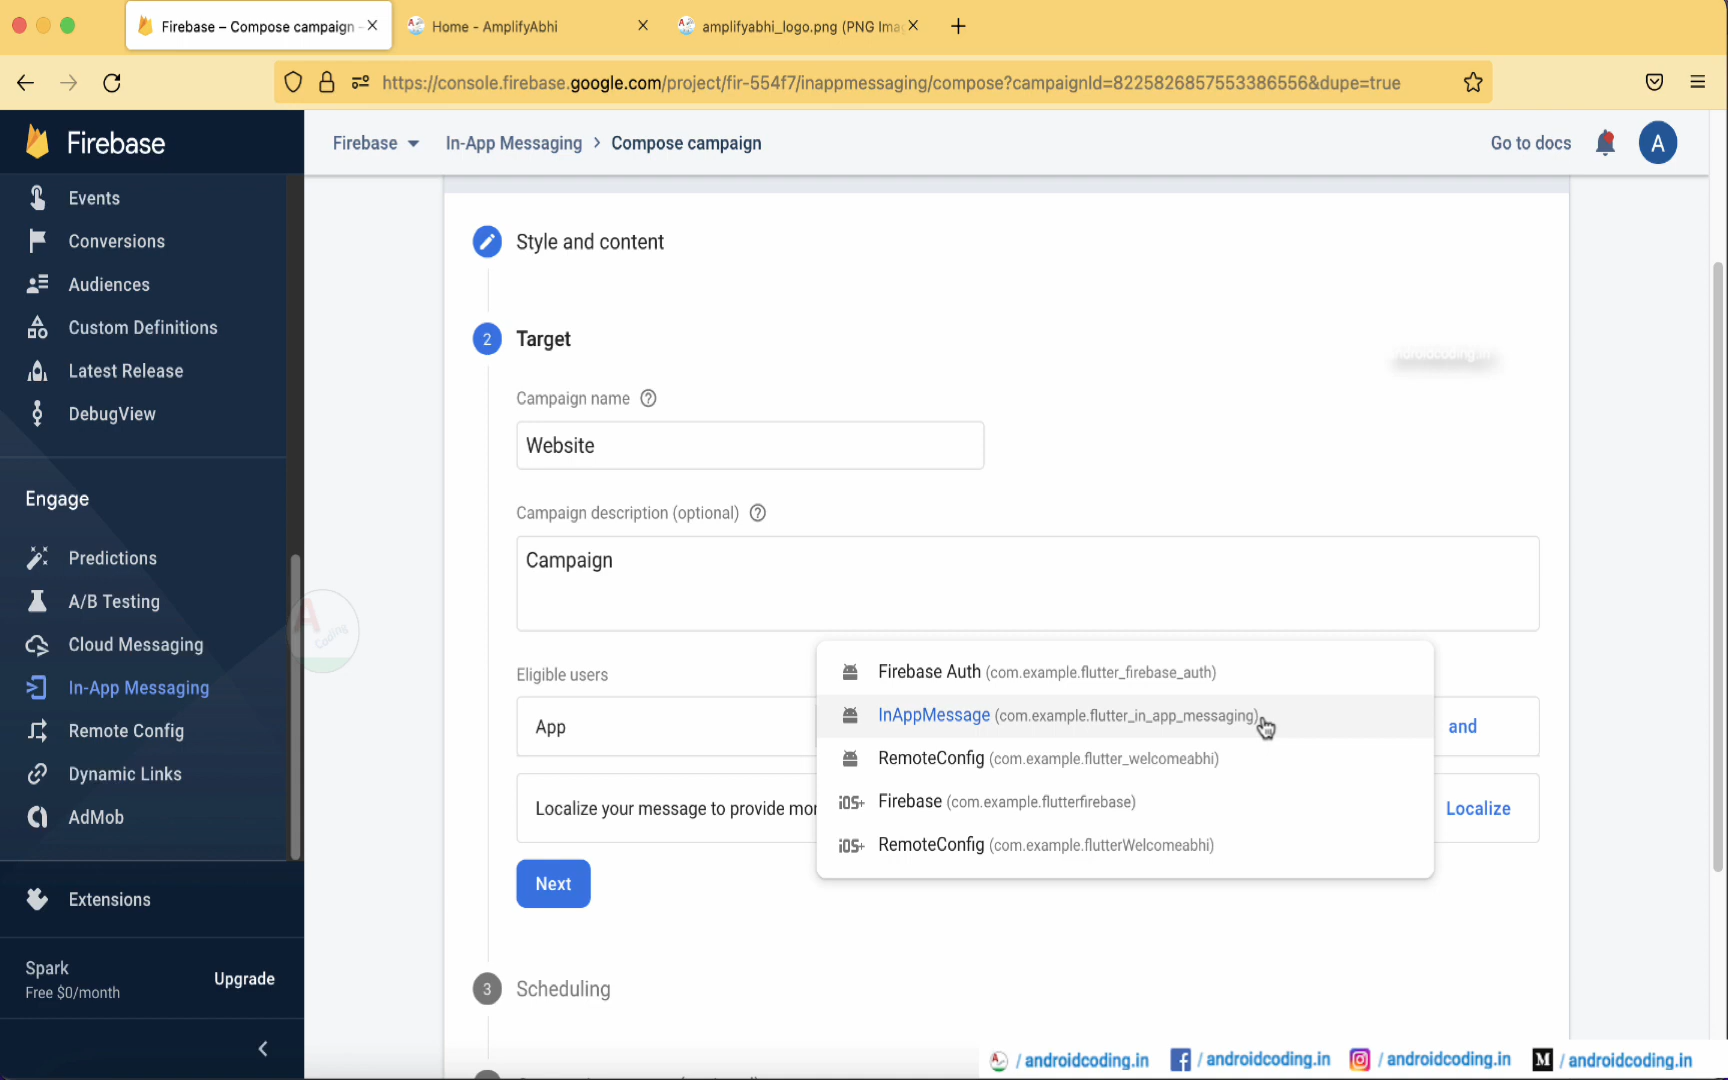 Firebase – Compose campaign
Home - AmplifyAbhi
amplifyabhi_logo.png (PNG Ima
https://console.firebase.google.com/project/fir-554f7/inappmessaging/compose?campaignId=8225826857553386556&dupe=true
Firebase
Firebase
In-App Messaging > Compose campaign
Go to docs
A
Events
Conversions
Audiences
Custom Definitions
Latest Release
DebugView
Engage
Predictions
A/B Testing
Cloud Messaging
In-App Messaging
Remote Config
Dynamic Links
AdMob
Extensions
Spark
Free $0/month
Upgrade
Style and content
2 Target
androidcoding.in
Campaign name
Website
Campaign description (optional)
Campaign
A Coding
Eligible users
App
and
Firebase Auth (com.example.flutter_firebase_auth)
InAppMessage (com.example.flutter_in_app_messaging)
RemoteConfig (com.example.flutter_welcomeabhi)
iOS+ Firebase (com.example.flutterfirebase)
iOS+ RemoteConfig (com.example.flutterWelcomeabhi)
Localize your message to provide mor
Localize
Next
3 Scheduling
/ androidcoding.in
/ androidcoding.in
/ androidcoding.in
M / androidcoding.in